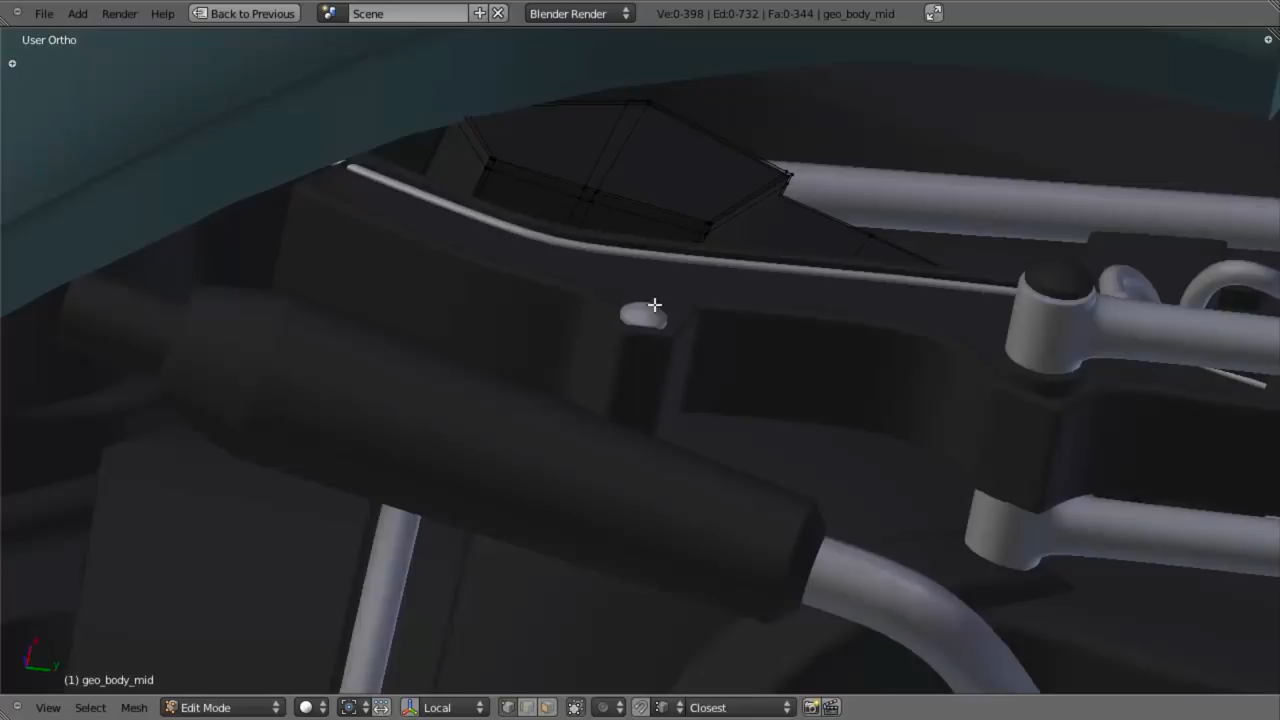 File Add Render Help Back to Previous Scene Blender Render Ve:0-398 | Ed:0-732 | Fa:0-344 | geo_body_mid
User Ortho
y
(1) geo_body_mid
View Select Mesh Edit Mode Local Closest